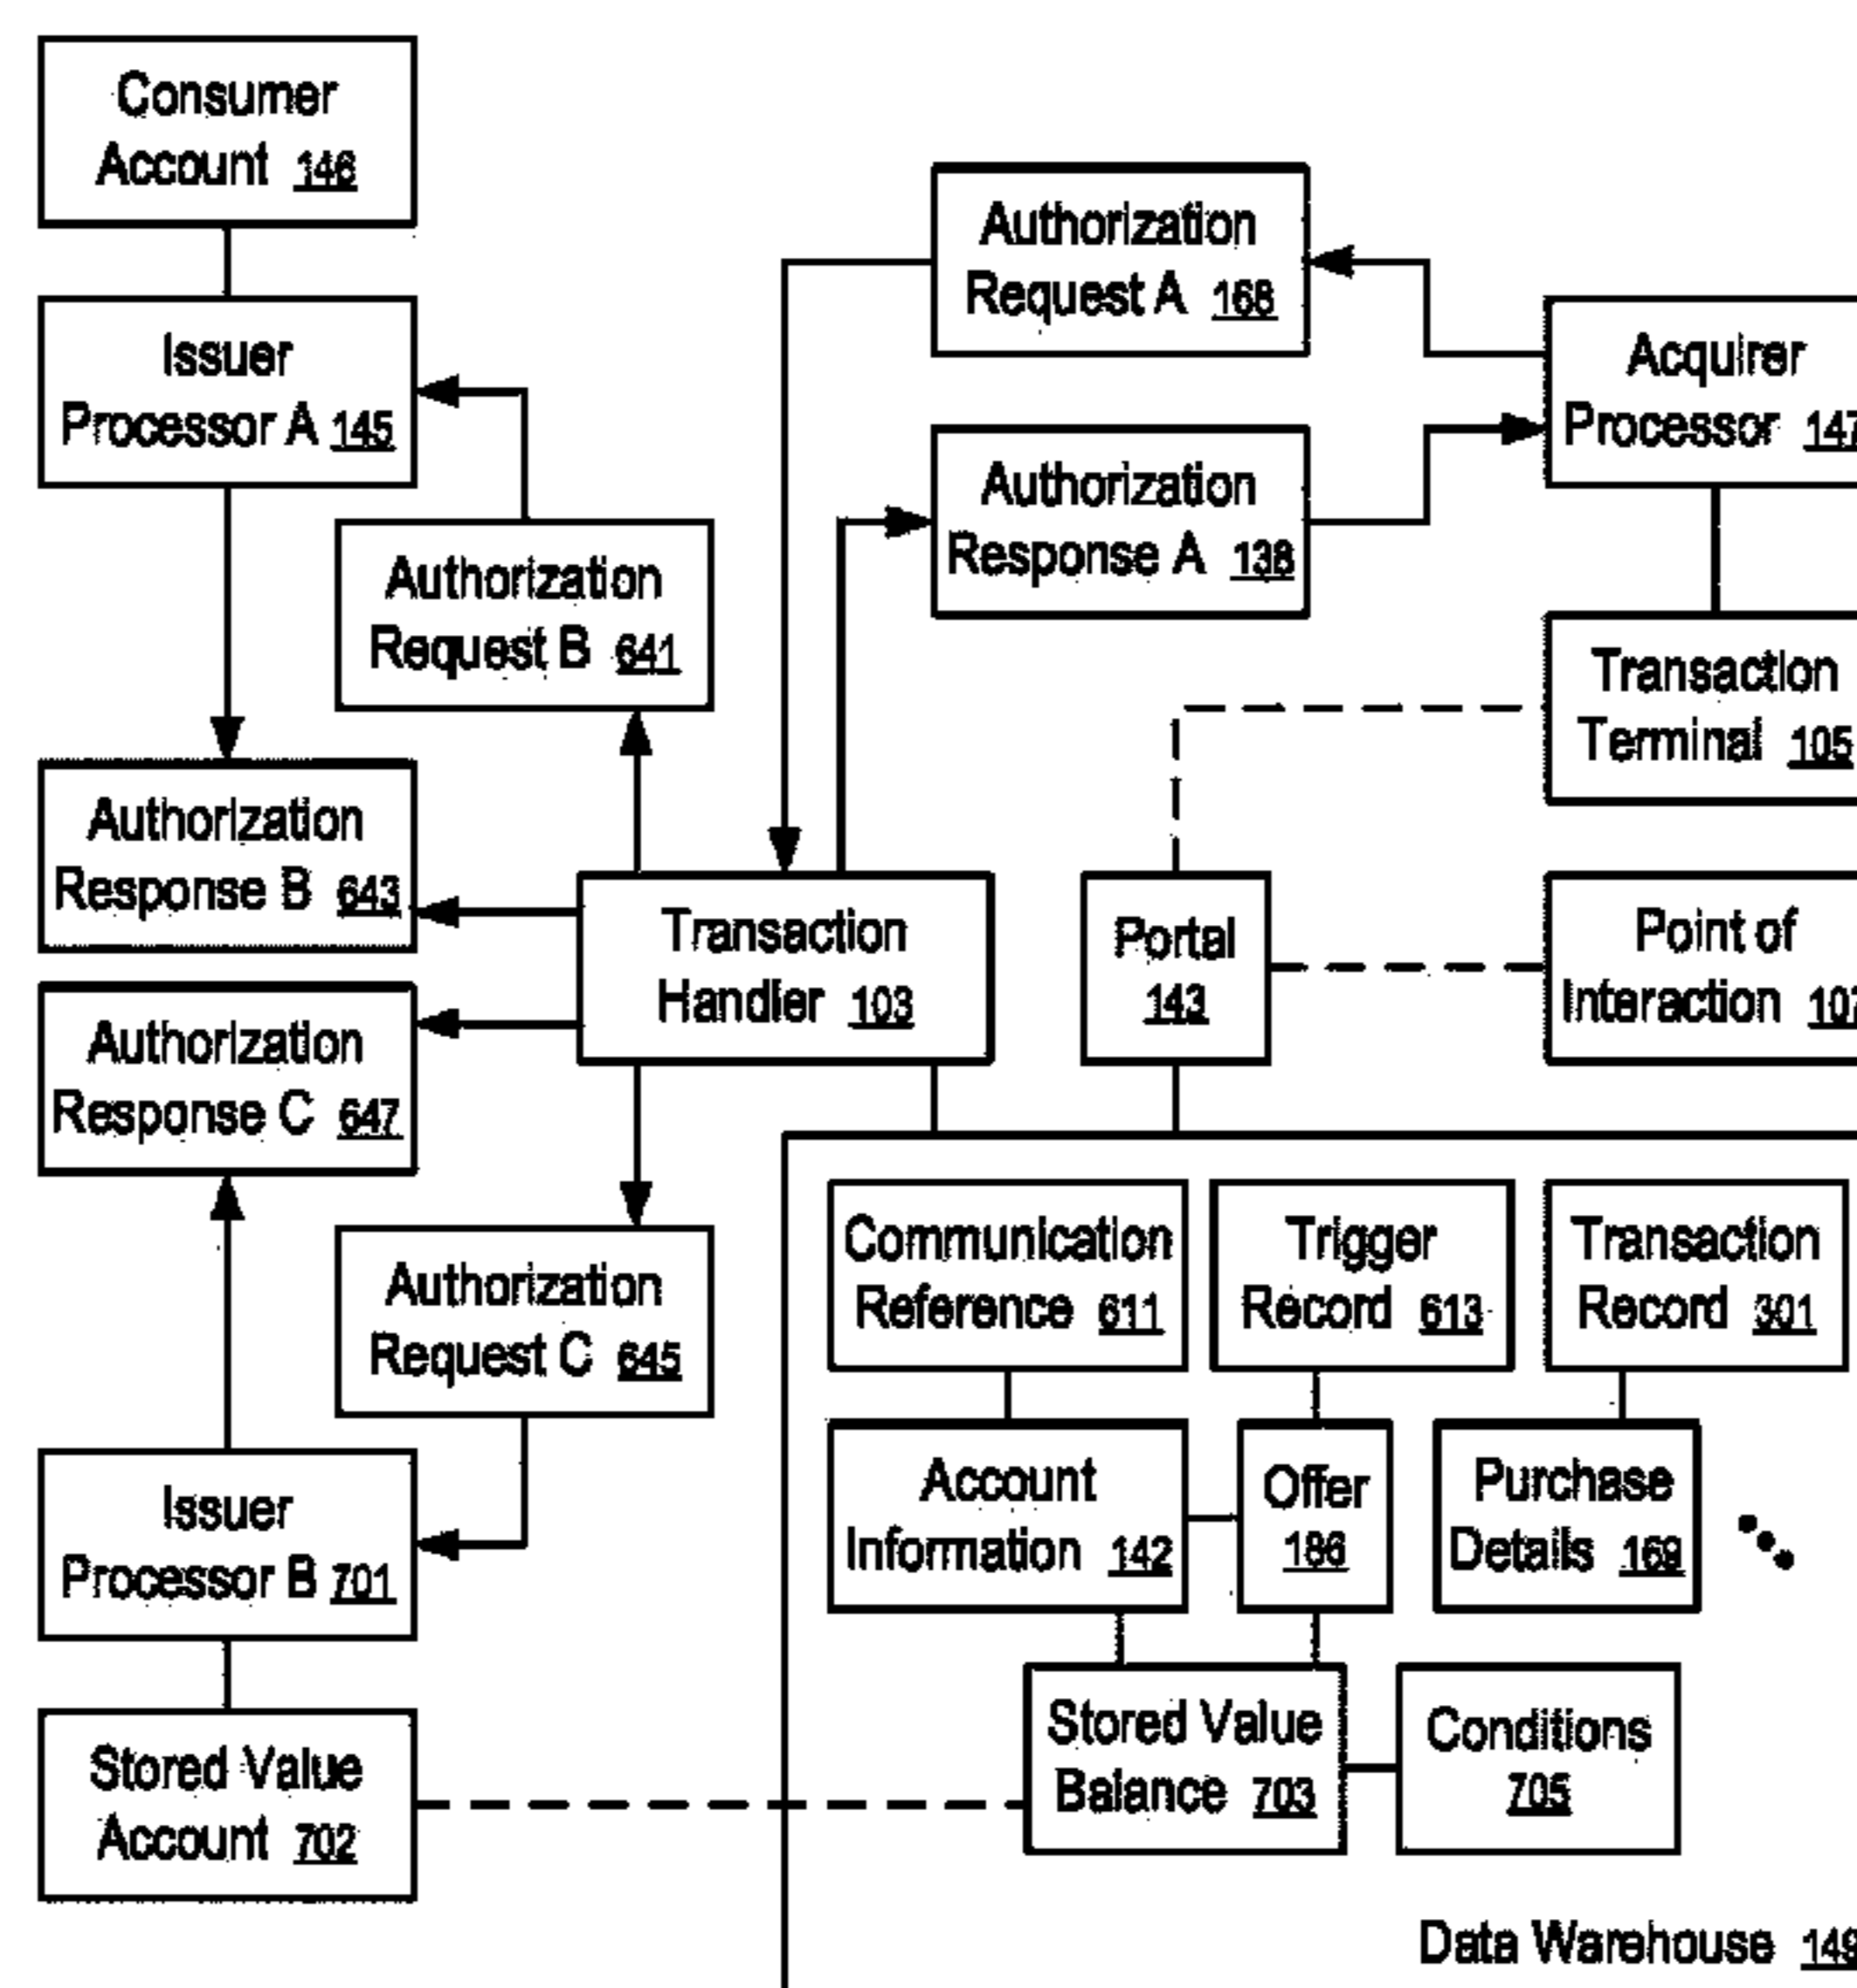 Consumer
Account 146
Authorization
Request A 168
Issuer
Processor A 145
Acquirer
Processor 147
Authorization
Response A 138
Authorization
Request B 641
Transaction
Terminal 105
Authorization
Response B 643
Transaction
Handler 103
Portal
143
Point of
Interaction 107
Authorization
Response C 647
Communication
Reference 611
Trigger
Record 613
Transaction
Record 301
Authorization
Request C 645
Account
Information 142
Offer
186
Purchase
Details 169
Issuer
Processor B 701
Stored Value
Balance 703
Conditions
705
Stored Value
Account 702
Data Warehouse 149